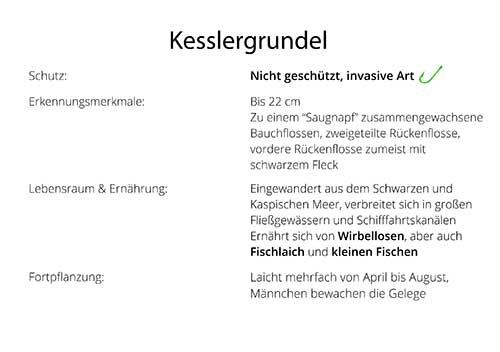 Kesslergrundel
Schutz: Nicht geschützt, invasive Art
Erkennungsmerkmale: Bis 22 cm
Zu einem “Saugnapf” zusammengewachsene
Bauchflossen, zweigeteilte Rückenflosse,
vordere Rückenflosse zumeist mit
schwarzem Fleck
Lebensraum & Ernährung: Eingewandert aus dem Schwarzen und
Kaspischen Meer, verbreitet sich in großen
Fließgewässern und Schifffahrtskanälen
Ernährt sich von Wirbellosen, aber auch
Fischlaich und kleinen Fischen
Fortpflanzung: Laicht mehrfach von April bis August,
Männchen bewachen die Gelege